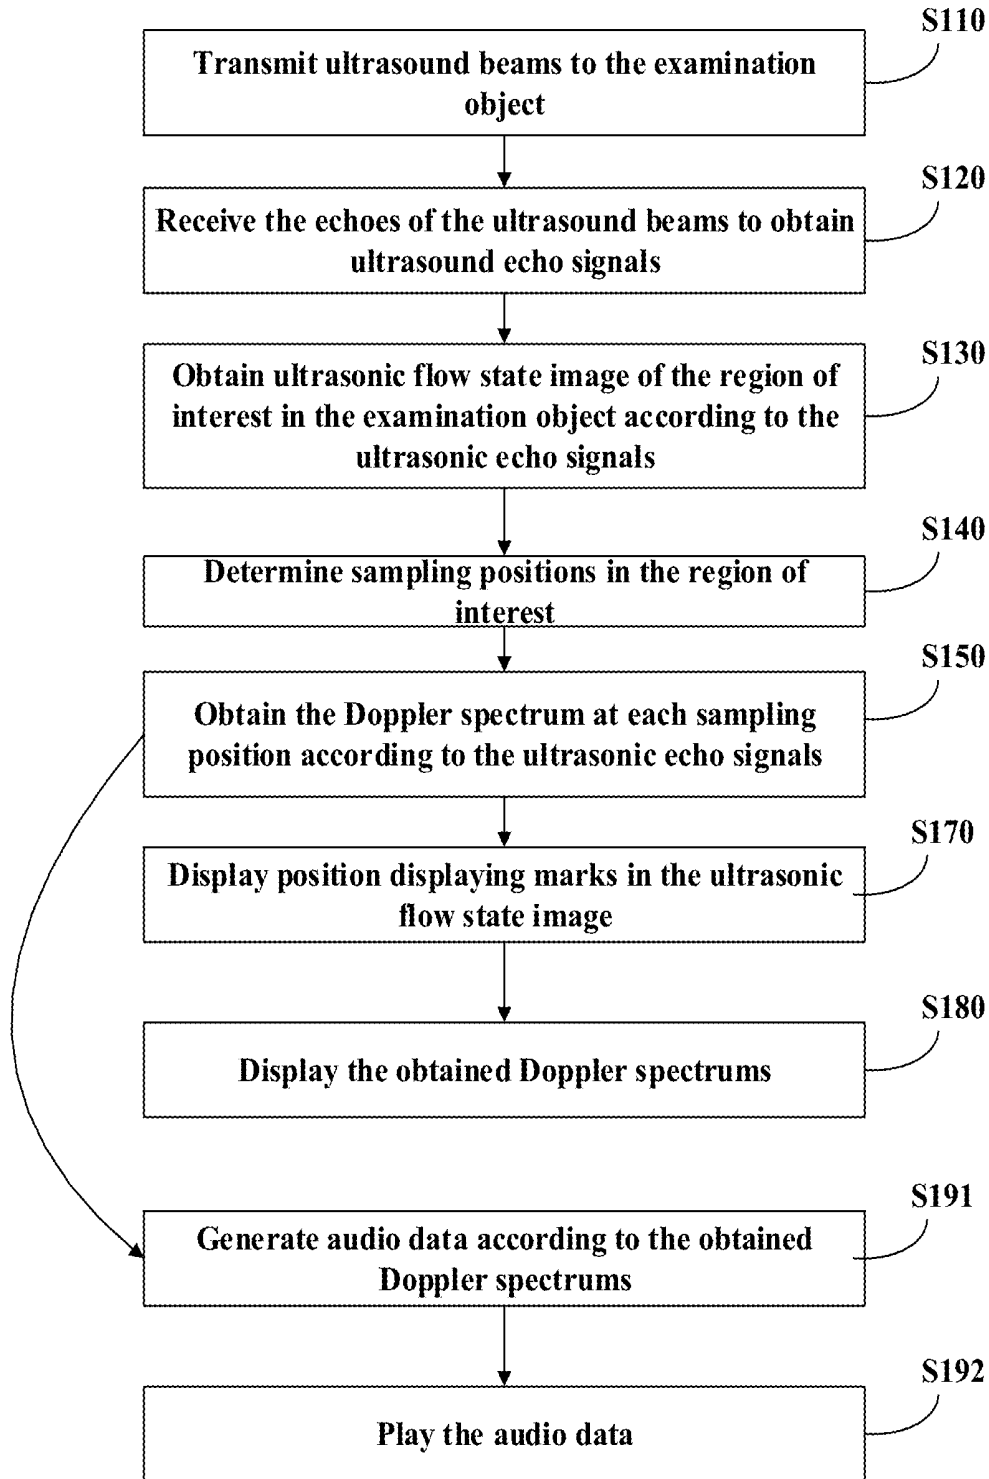 S110
Transmit ultrasound beams to the examination
object
S120
Receive the echoes of the ultrasound beams to obtain
ultrasound echo signals
S130
Obtain ultrasonic flow state image of the region of
interest in the examination object according to the
ultrasonic echo signals
S140
Determine sampling positions in the region of
interest
S150
Obtain the Doppler spectrum at each sampling
position according to the ultrasonic echo signals
S170
Display position displaying marks in the ultrasonic
flow state image
S180
Display the obtained Doppler spectrums
S191
Generate audio data according to the obtained
Doppler spectrums
S192
Play the audio data